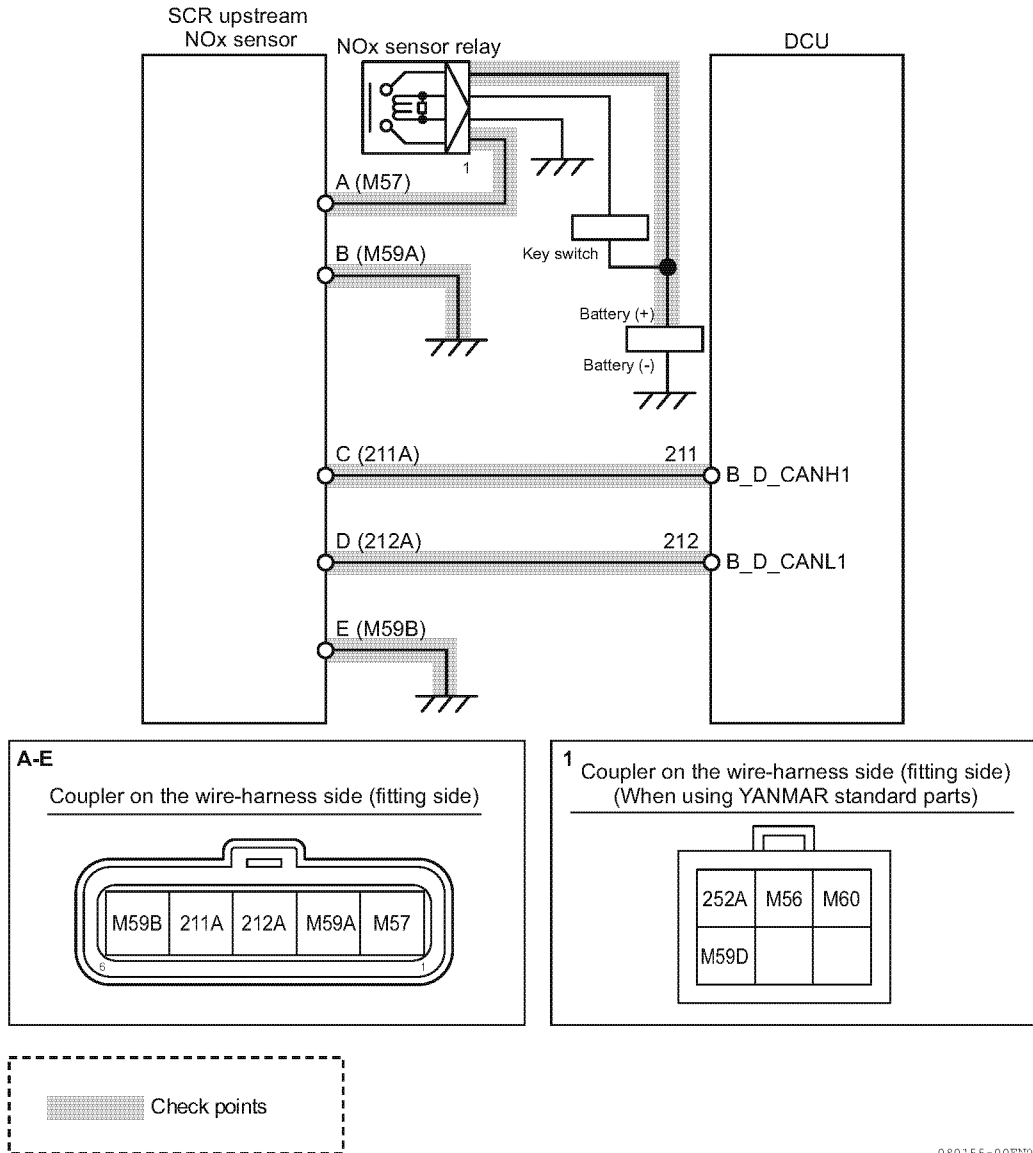 SCR upstream
NOx sensor
NOx sensor relay
DCU
1
A (M57)
B (M59A)
Key switch
Battery (+)
Battery (-)
C (211A)
211
B_D_CANH1
D (212A)
212
B_D_CANL1
E (M59B)
A-E
Coupler on the wire-harness side (fitting side)
M59B
211A
212A
M59A
M57
6
1
1
Coupler on the wire-harness side (fitting side)
(When using YANMAR standard parts)
252A
M56
M60
M59D
Check points